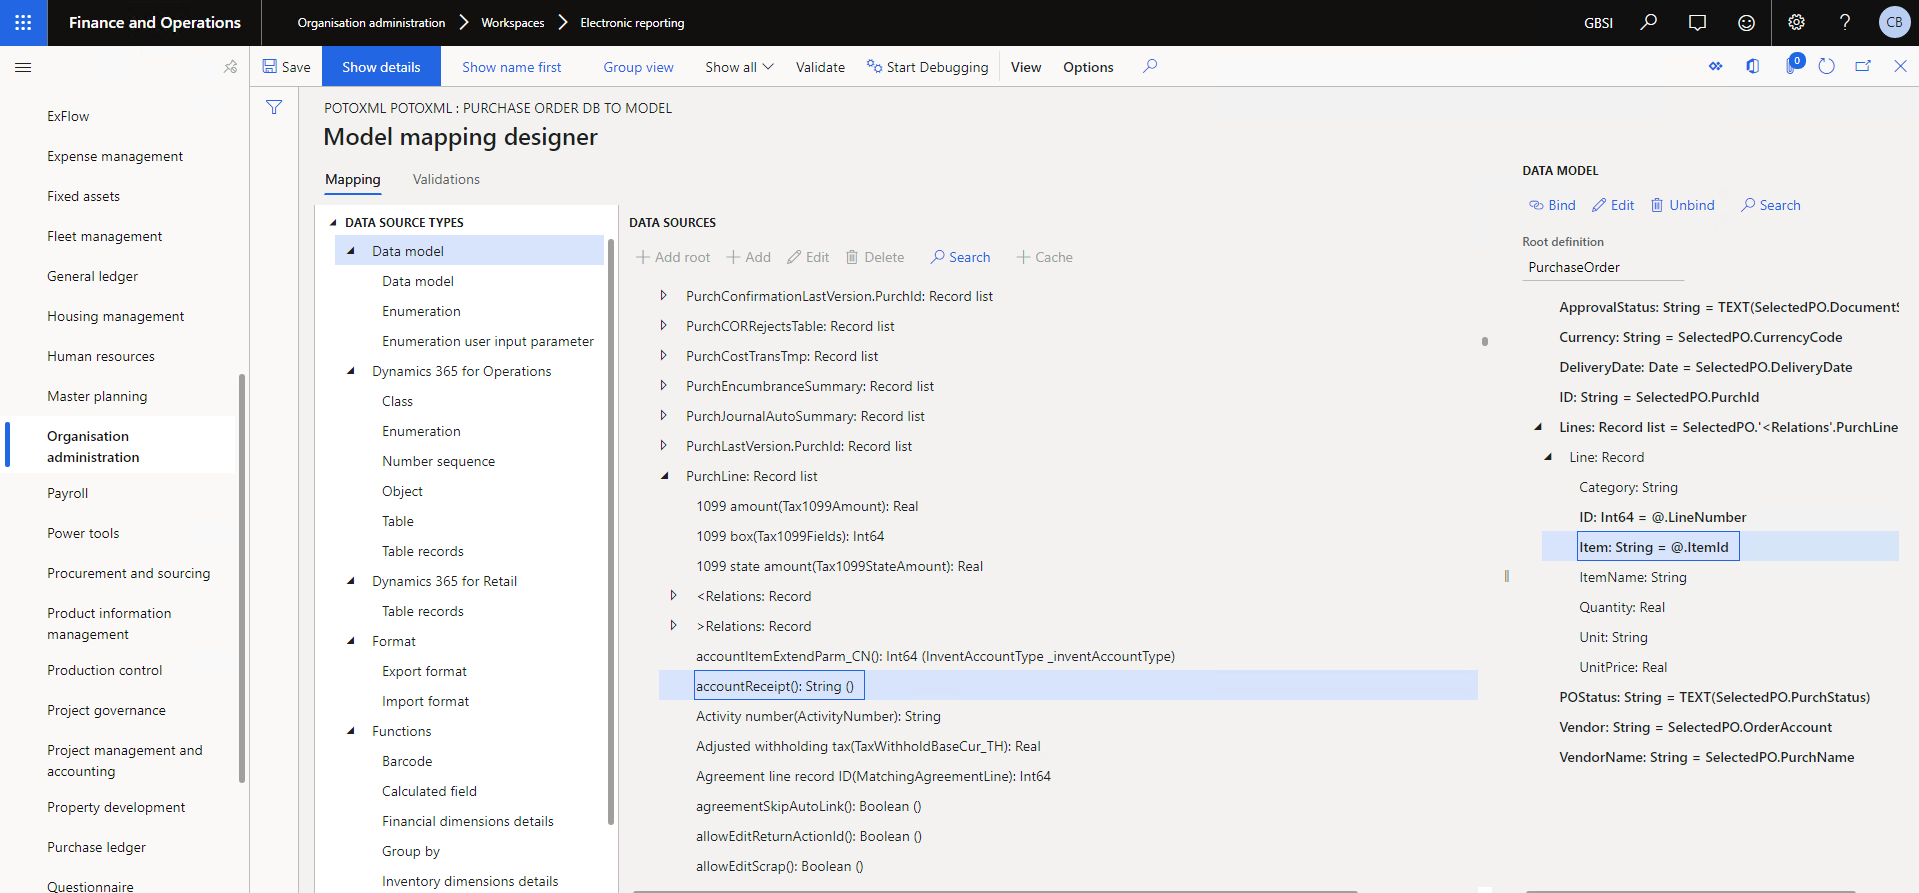 Finance and Operations
Organisation administration
Workspaces
Electronic reporting
GBSI
CB
Save
Show details
Show name first
Group view
Show all
Validate
Start Debugging
View
Options
0
ExFlow
Expense management
Fixed assets
Fleet management
General ledger
Housing management
Human resources
Master planning
Organisation
administration
Payroll
Power tools
Procurement and sourcing
Product information
management
Production control
Project governance
Project management and
accounting
Property development
Purchase ledger
Questionnaire
POTOXML POTOXML : PURCHASE ORDER DB TO MODEL
Model mapping designer
Mapping
Validations
DATA SOURCE TYPES
Data model
Data model
Enumeration
Enumeration user input parameter
Dynamics 365 for Operations
Class
Enumeration
Number sequence
Object
Table
Table records
Dynamics 365 for Retail
Table records
Format
Export format
Import format
Functions
Barcode
Calculated field
Financial dimensions details
Group by
Inventory dimensions details
DATA SOURCES
Add root
Add
Edit
Delete
Search
Cache
PurchConfirmationLastVersion.PurchId: Record list
PurchCORRejectsTable: Record list
PurchCostTransTmp: Record list
PurchEncumbranceSummary: Record list
PurchJournalAutoSummary: Record list
PurchLastVersion.PurchId: Record list
PurchLine: Record list
1099 amount(Tax1099Amount): Real
1099 box(Tax1099Fields): Int64
1099 state amount(Tax1099StateAmount): Real
<Relations: Record
>Relations: Record
accountItemExtendParm_CN(): Int64 (InventAccountType _inventAccountType)
accountReceipt(): String ()
Activity number(ActivityNumber): String
Adjusted withholding tax(TaxWithholdBaseCur_TH): Real
Agreement line record ID(MatchingAgreementLine): Int64
agreementSkipAutoLink(): Boolean ()
allowEditReturnActionId(): Boolean ()
allowEditScrap(): Boolean ()
DATA MODEL
Bind
Edit
Unbind
Search
Root definition
PurchaseOrder
ApprovalStatus: String = TEXT(SelectedPO.DocumentS
Currency: String = SelectedPO.CurrencyCode
DeliveryDate: Date = SelectedPO.DeliveryDate
ID: String = SelectedPO.PurchId
Lines: Record list = SelectedPO.'<Relations'.PurchLine
Line: Record
Category: String
ID: Int64 = @.LineNumber
Item: String = @.ItemId
ItemName: String
Quantity: Real
Unit: String
UnitPrice: Real
POStatus: String = TEXT(SelectedPO.PurchStatus)
Vendor: String = SelectedPO.OrderAccount
VendorName: String = SelectedPO.PurchName